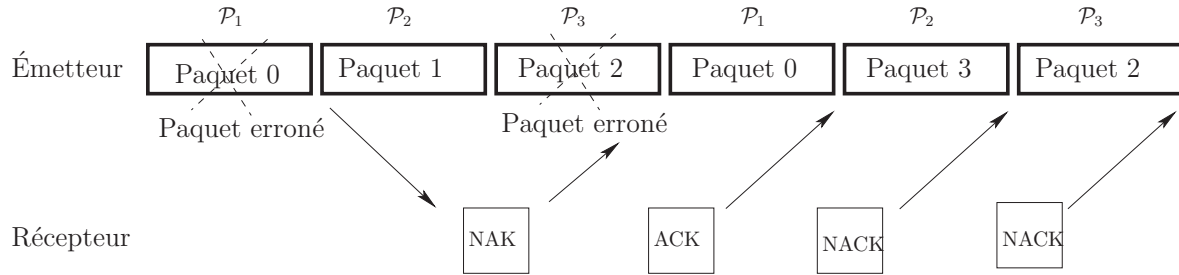 P1 P2 P3 P1 P2 P3
Émetteur Paquet 0 Paquet 1 Paquet 2 Paquet 0 Paquet 3 Paquet 2
Paquet erroné Paquet erroné
Récepteur NAK ACK NACK NACK